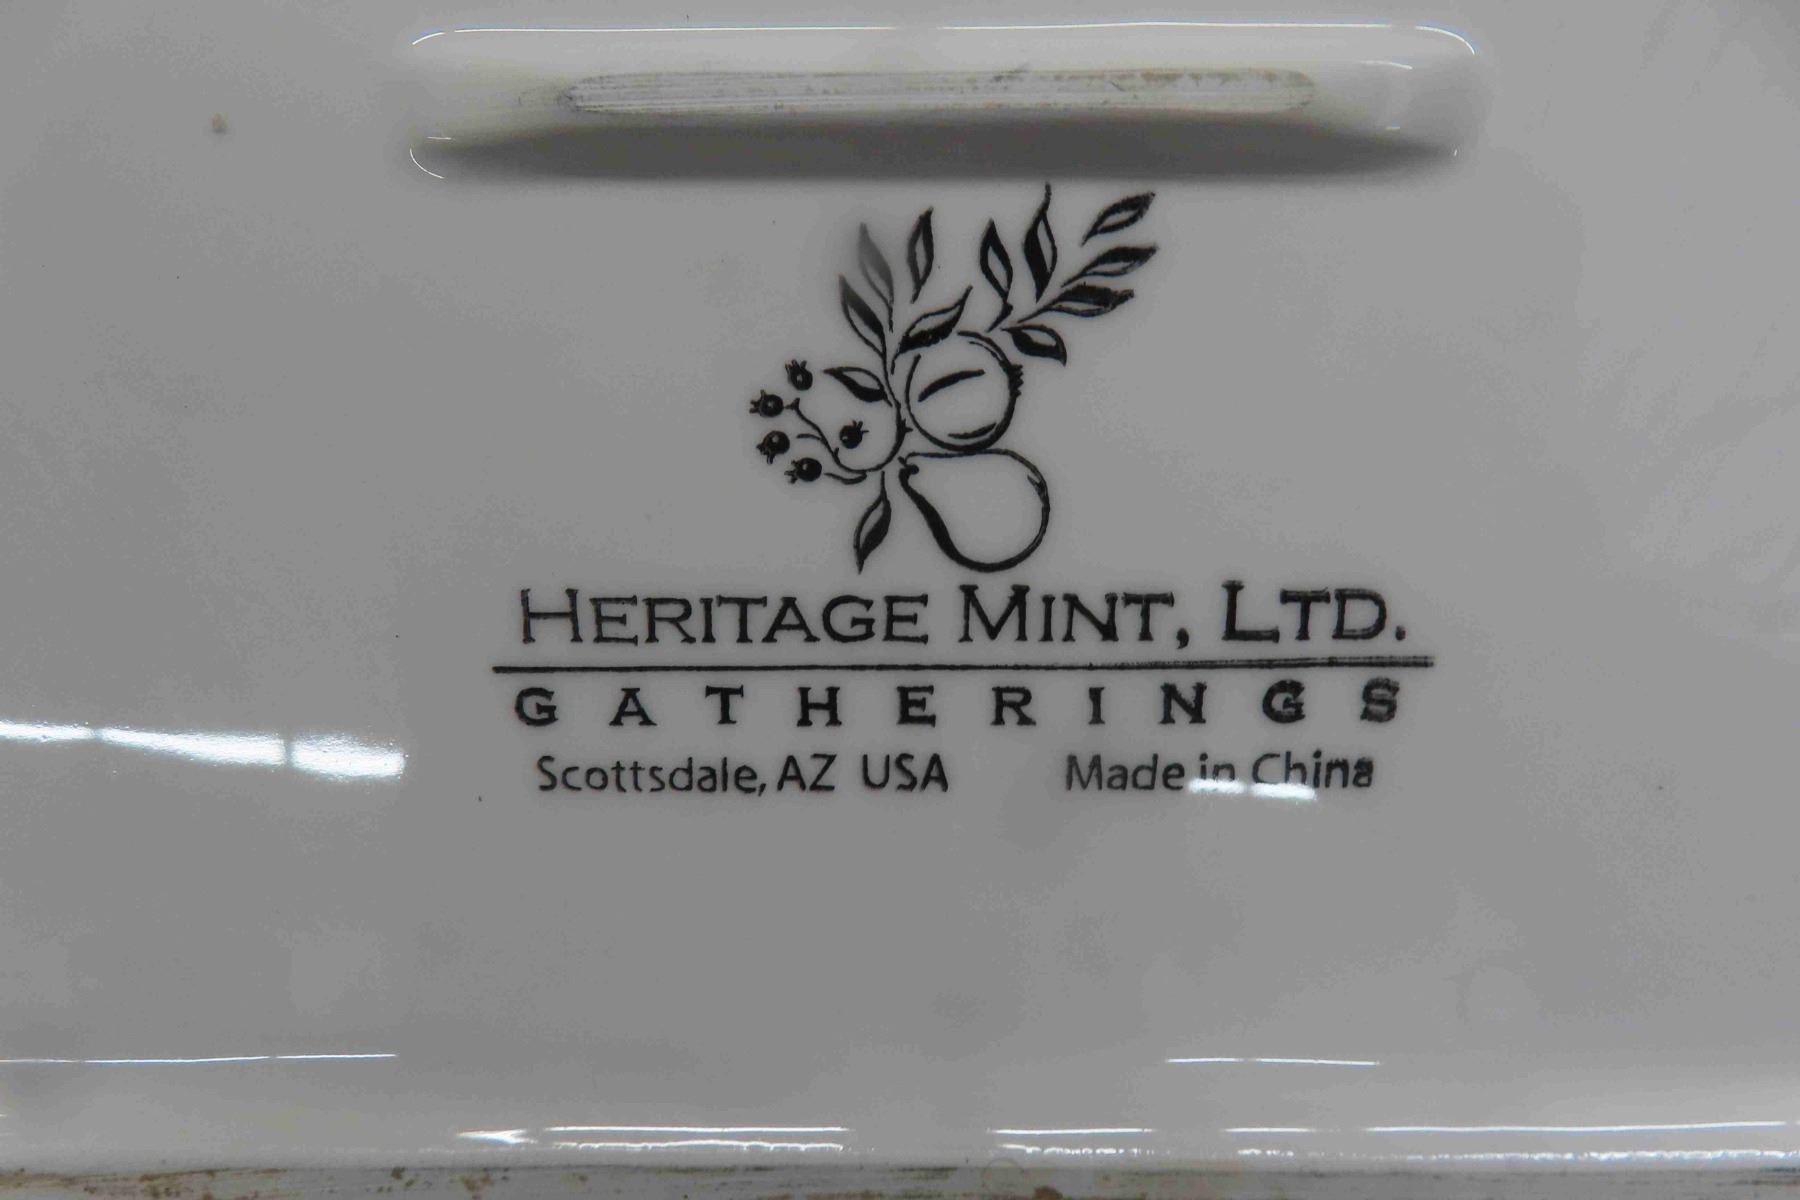 HERITAGE MINT, LTD.
GATHERINGS
Scottsdale, AZ USA Made in China